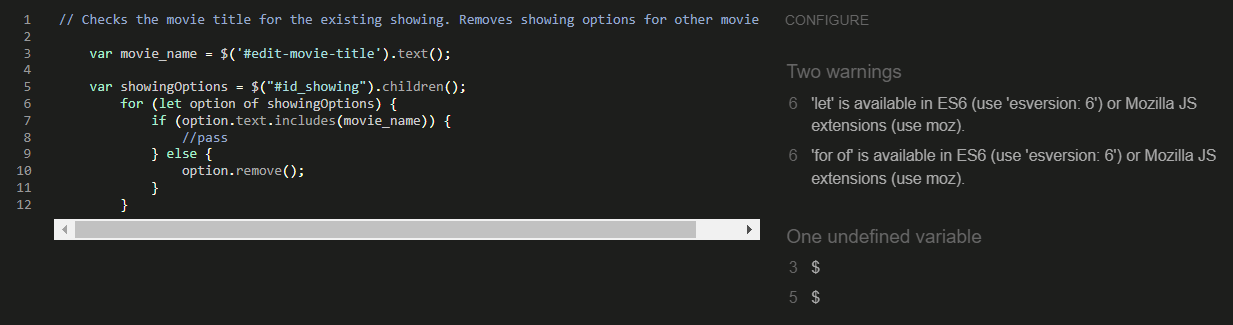 1 // Checks the movie title for the existing showing. Removes showing options for other movie
2
3 var movie_name = $('#edit-movie-title').text();
4
5 var showingOptions = $("#id_showing").children();
6 for (let option of showingOptions) {
7 if (option.text.includes(movie_name)) {
8 //pass
9 } else {
10 option.remove();
11 }
12 }
CONFIGURE
Two warnings
6 'let' is available in ES6 (use 'esversion: 6') or Mozilla JS
extensions (use moz).
6 'for of' is available in ES6 (use 'esversion: 6') or Mozilla JS
extensions (use moz).
One undefined variable
3 $
5 $